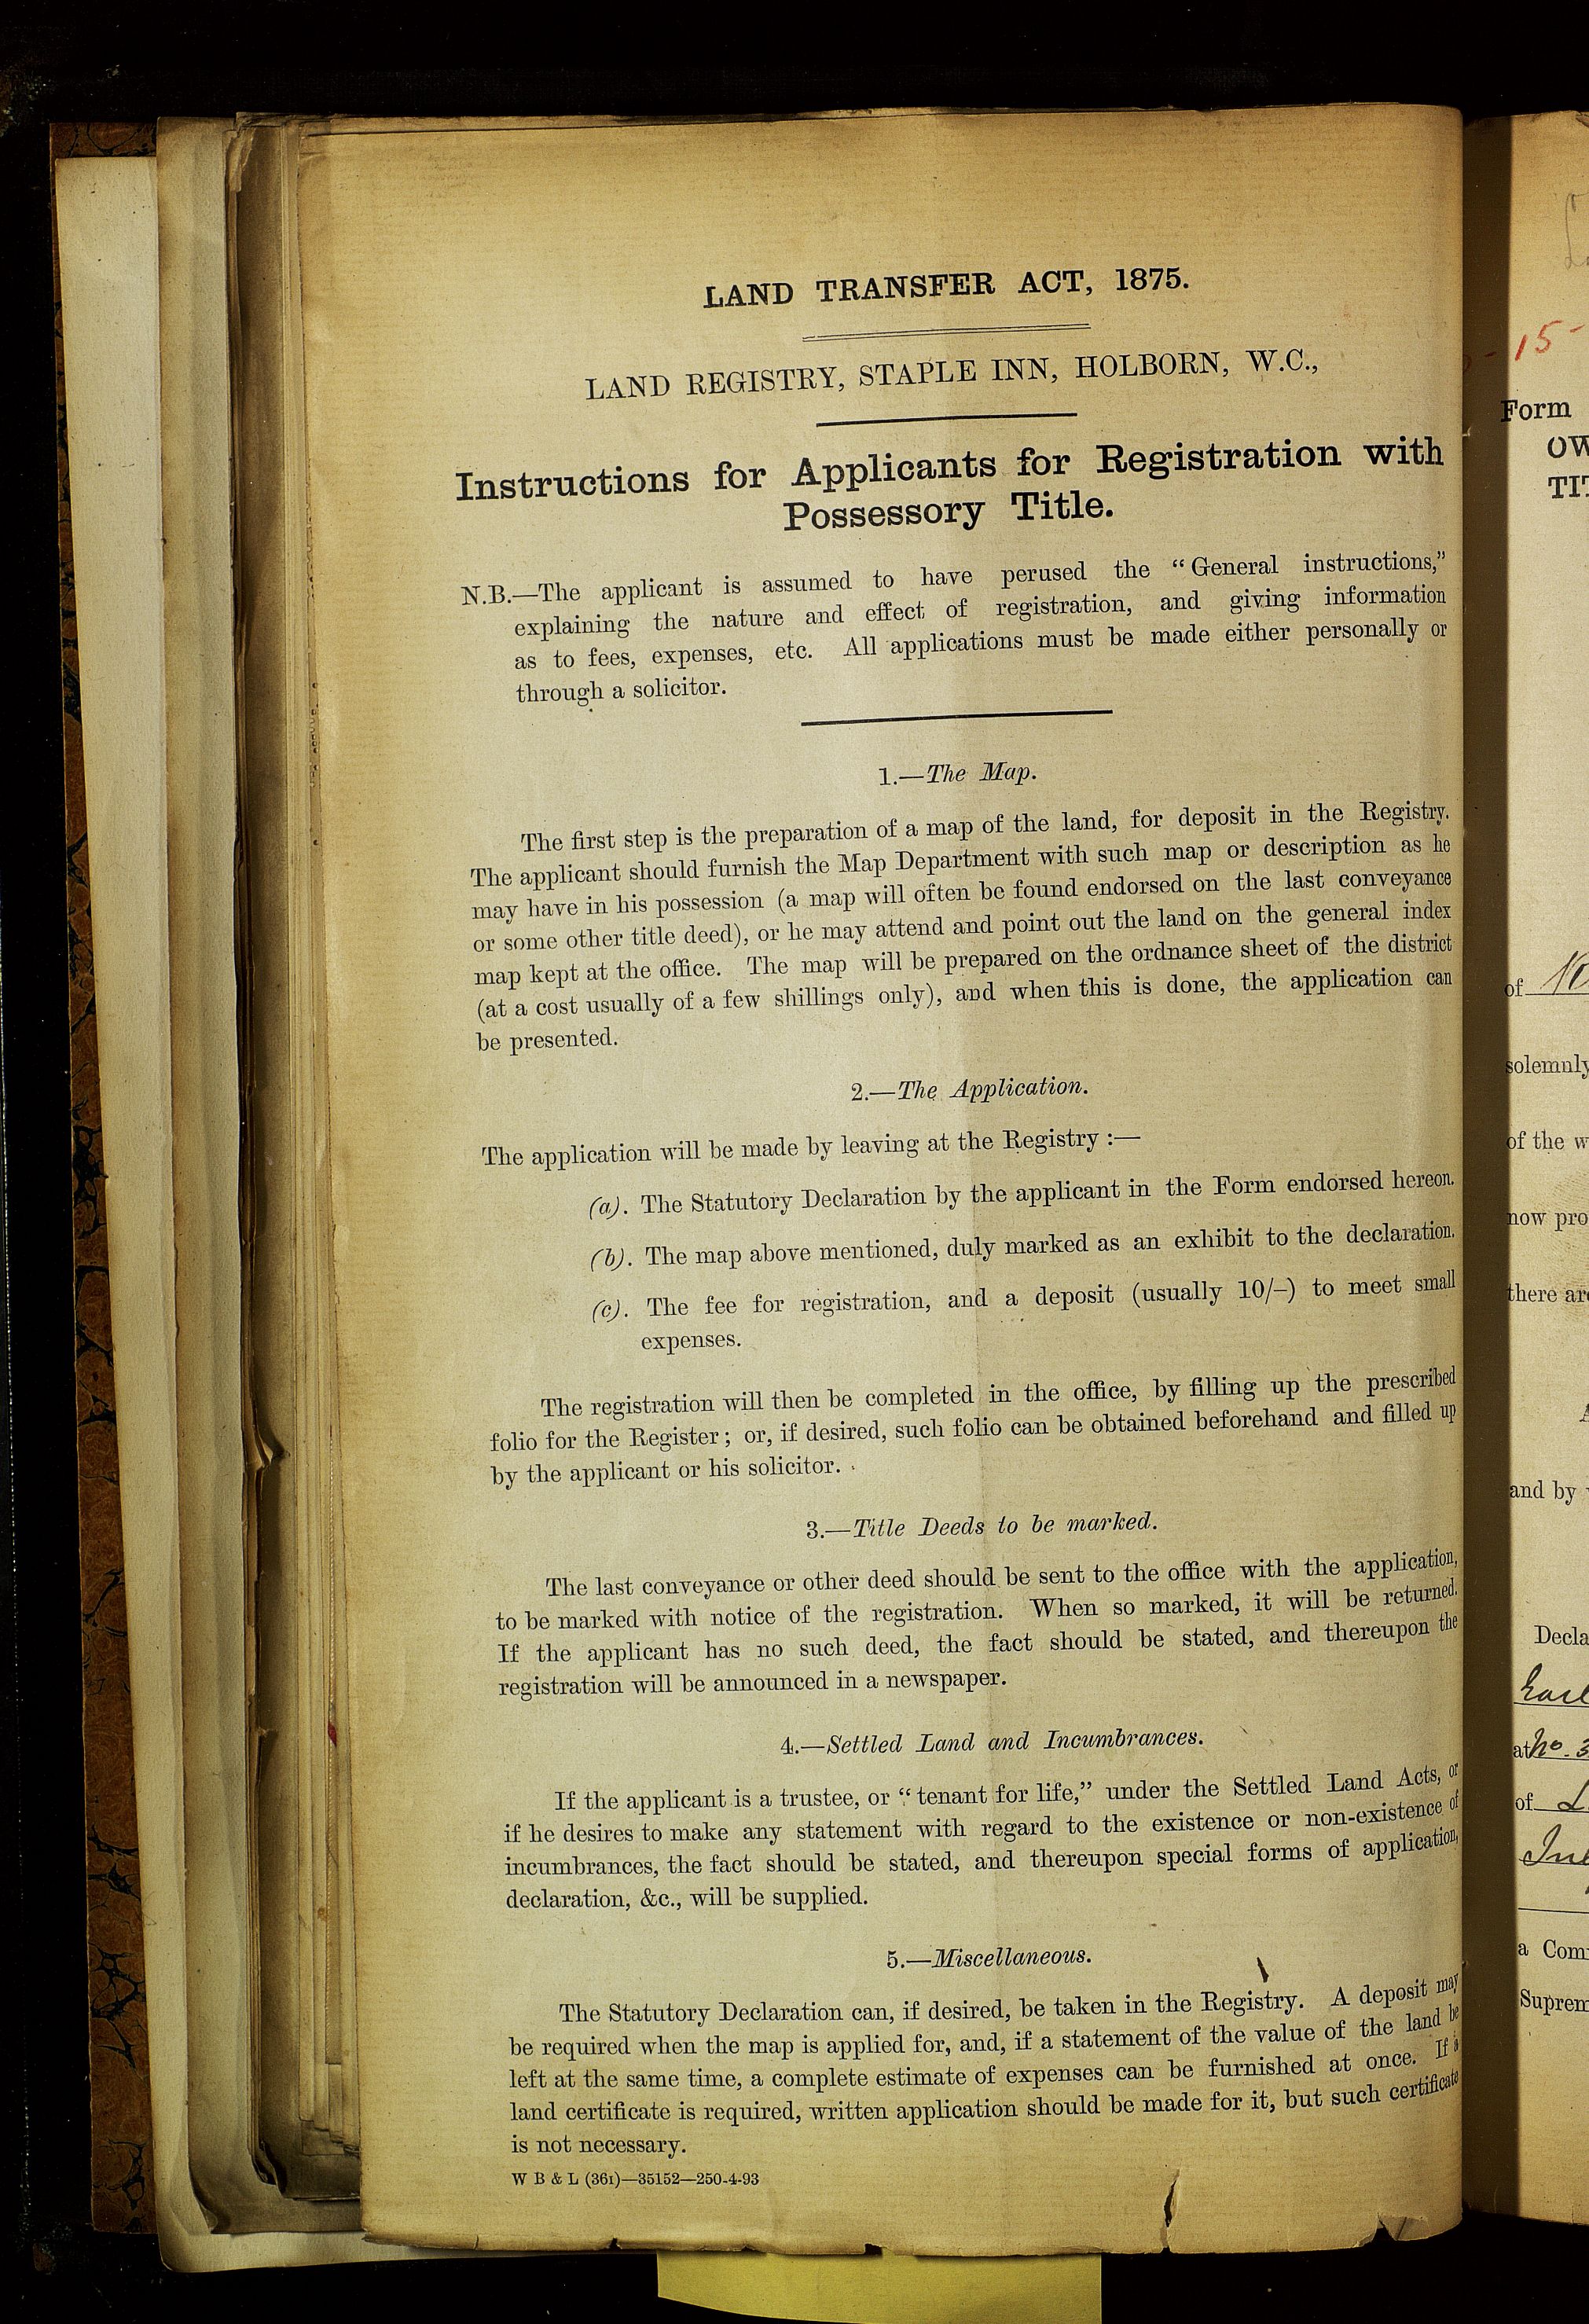 LAND TRANSFER ACT, 1875.
LAND REGISTRY, STAPLE INN, HOLBORN, W.C.,
Instructions for Applicants for Registration with
Possessory Title.
N.B.—The applicant is assumed to have perused the “General instructions,”
explaining the nature and effect of registration, and giving information
as to fees, expenses, etc. All applications must be made either personally or
through a solicitor.
1.—The Map.
The first step is the preparation of a map of the land, for deposit in the Registry.
The applicant should furnish the Map Department with such map or description as he
may have in his possession (a map will often be found endorsed on the last conveyance
or some other title deed), or he may attend and point out the land on the general index
map kept at the office. The map will be prepared on the ordnance sheet of the district
(at a cost usually of a few shillings only), and when this is done, the application can
be presented.
2.—The Application.
The application will be made by leaving at the Registry :—
(a). The Statutory Declaration by the applicant in the Form endorsed hereon.
(b). The map above mentioned, duly marked as an exhibit to the declaration.
(c). The fee for registration, and a deposit (usually 10/–) to meet small
expenses.
The registration will then be completed in the office, by filling up the prescribed
folio for the Register; or, if desired, such folio can be obtained beforehand and filled up
by the applicant or his solicitor.
3.—Title Deeds to be marked.
The last conveyance or other deed should be sent to the office with the application,
to be marked with notice of the registration. When so marked, it will be returned.
If the applicant has no such deed, the fact should be stated, and thereupon the
registration will be announced in a newspaper.
4.—Settled Land and Incumbrances.
If the applicant is a trustee, or “tenant for life,” under the Settled Land Acts, or
if he desires to make any statement with regard to the existence or non-existence of
incumbrances, the fact should be stated, and thereupon special forms of application,
declaration, &c., will be supplied.
5.—Miscellaneous.
The Statutory Declaration can, if desired, be taken in the Registry. A deposit may
be required when the map is applied for, and, if a statement of the value of the land be
left at the same time, a complete estimate of expenses can be furnished at once. If a
land certificate is required, written application should be made for it, but such certificate
is not necessary.
W B & L (361)—35152—250-4-93
15
Form
OW
TIT
of
solemnly
of the w
now pro
there are
and by
Decla
at No. 3
of
a Com
Suprem